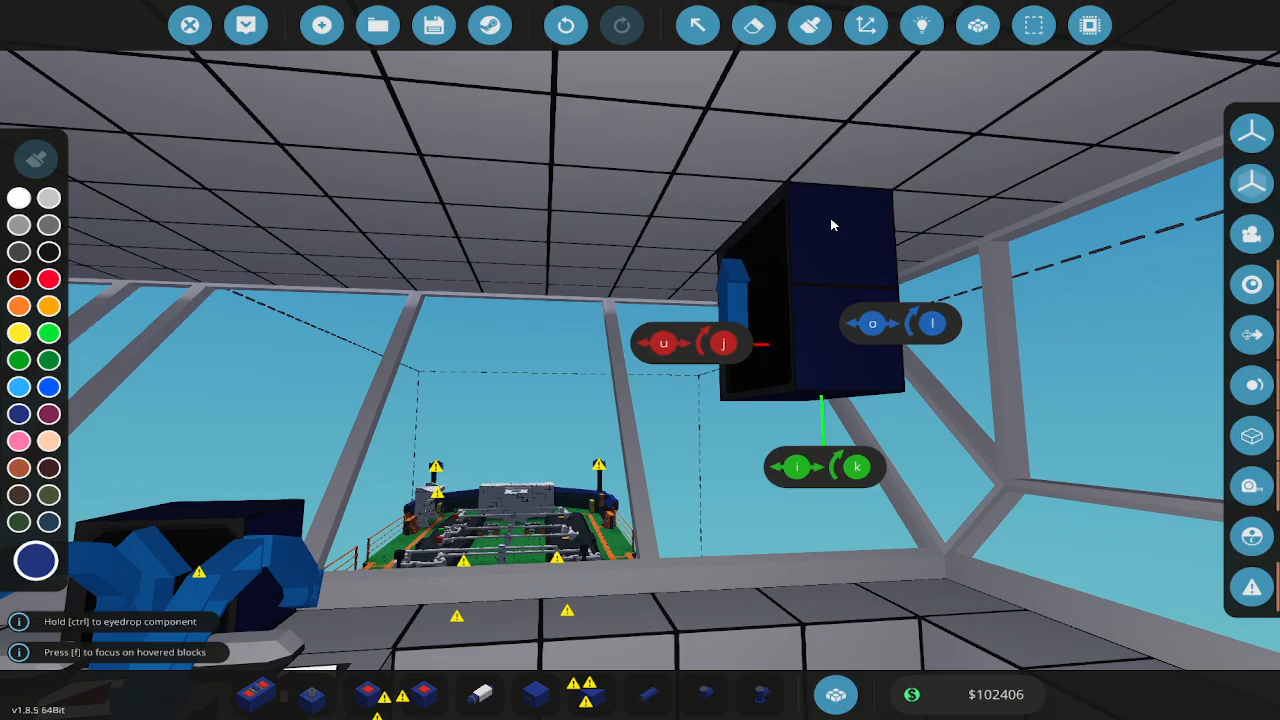 u j
o l
i k
Hold [ctrl] to eyedrop component
Press [f] to focus on hovered blocks
$102406
v1.8.5 64Bit